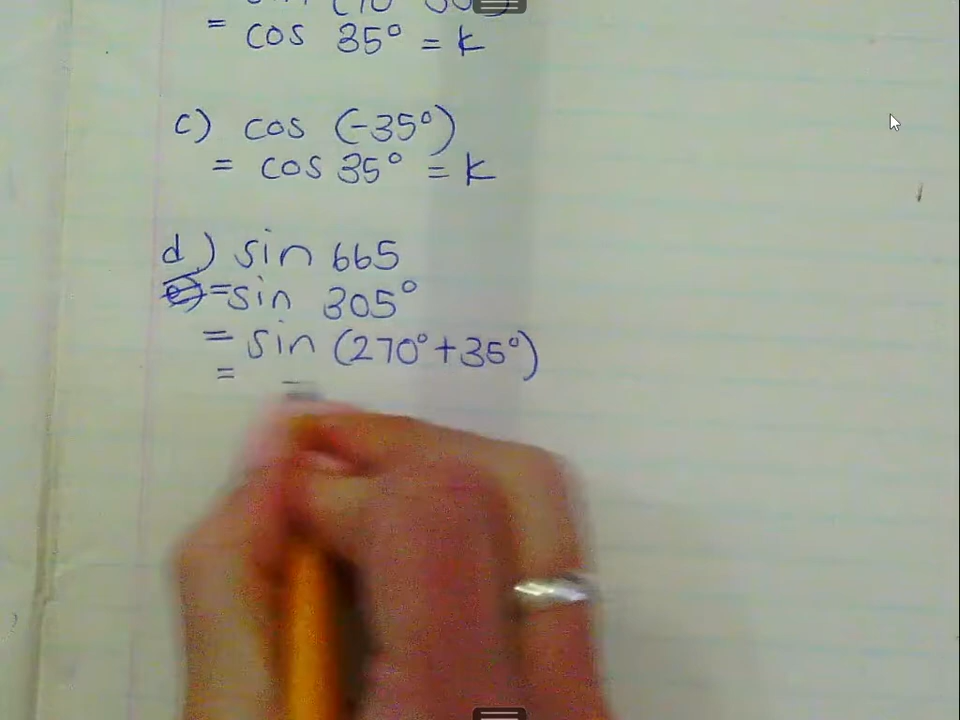 = cos 35° = k
c) cos (-35°)
= cos 35° = k
d) sin 665
= sin 305°
= sin (270° + 35°)
=